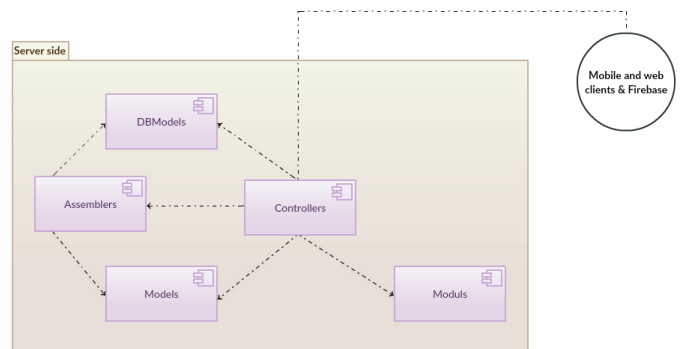 Server side
Mobile and web
clients & Firebase
DBModels
Assemblers
Controllers
Models
Moduls